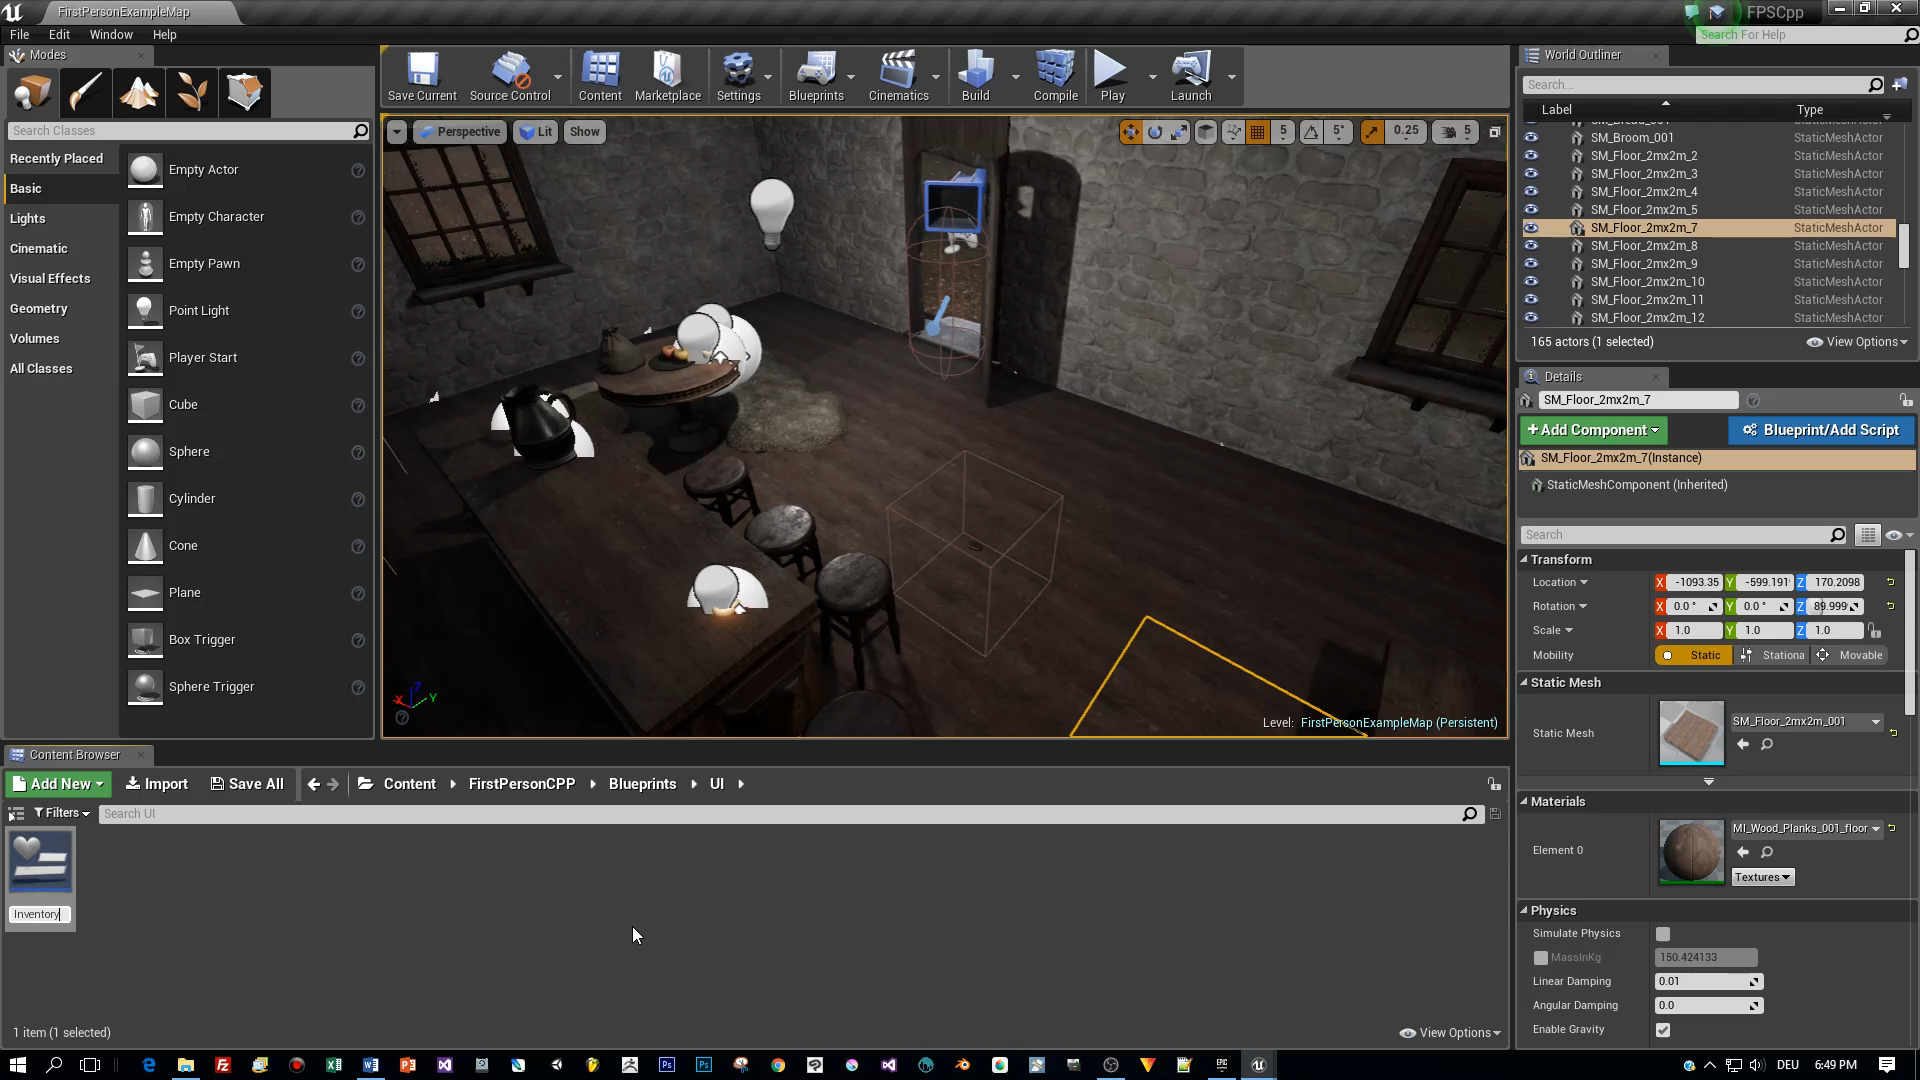 FirstPersonExampleMap
FPSCpp
File Edit Window Help
Search For Help
Modes
Search Classes
Recently Placed
Basic
Lights
Cinematic
Visual Effects
Geometry
Volumes
All Classes
Empty Actor
Empty Character
Empty Pawn
Point Light
Player Start
Cube
Sphere
Cylinder
Cone
Plane
Box Trigger
Sphere Trigger
Save Current Source Control Content Marketplace Settings Blueprints Cinematics Build Compile Play Launch
Perspective Lit Show
5 5° 0.25 5
X Z Y
Level: FirstPersonExampleMap (Persistent)
World Outliner
Search...
Label Type
SM_Broom_001 StaticMeshActor
SM_Floor_2mx2m_2 StaticMeshActor
SM_Floor_2mx2m_3 StaticMeshActor
SM_Floor_2mx2m_4 StaticMeshActor
SM_Floor_2mx2m_5 StaticMeshActor
SM_Floor_2mx2m_7 StaticMeshActor
SM_Floor_2mx2m_8 StaticMeshActor
SM_Floor_2mx2m_9 StaticMeshActor
SM_Floor_2mx2m_10 StaticMeshActor
SM_Floor_2mx2m_11 StaticMeshActor
SM_Floor_2mx2m_12 StaticMeshActor
165 actors (1 selected) View Options
Details
SM_Floor_2mx2m_7
+Add Component Blueprint/Add Script
SM_Floor_2mx2m_7(Instance)
StaticMeshComponent (Inherited)
Search
Transform
Location X -1093.35 Y -599.191 Z 170.2098
Rotation X 0.0 ° Y 0.0 ° Z 89.999
Scale X 1.0 Y 1.0 Z 1.0
Mobility Static Stationa Movable
Static Mesh
Static Mesh SM_Floor_2mx2m_001
Materials
Element 0 MI_Wood_Planks_001_floor
Textures
Physics
Simulate Physics
MassInKg 150.424133
Linear Damping 0.01
Angular Damping 0.0
Enable Gravity
Content Browser
Add New Import Save All Content FirstPersonCPP Blueprints UI
Filters Search UI
Inventory
1 item (1 selected) View Options
DEU 6:49 PM